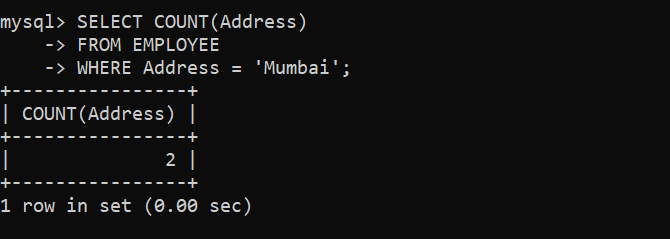 mysql> SELECT COUNT(Address)
    -> FROM EMPLOYEE
    -> WHERE Address = 'Mumbai';
+----------------+
| COUNT(Address) |
+----------------+
|              2 |
+----------------+
1 row in set (0.00 sec)